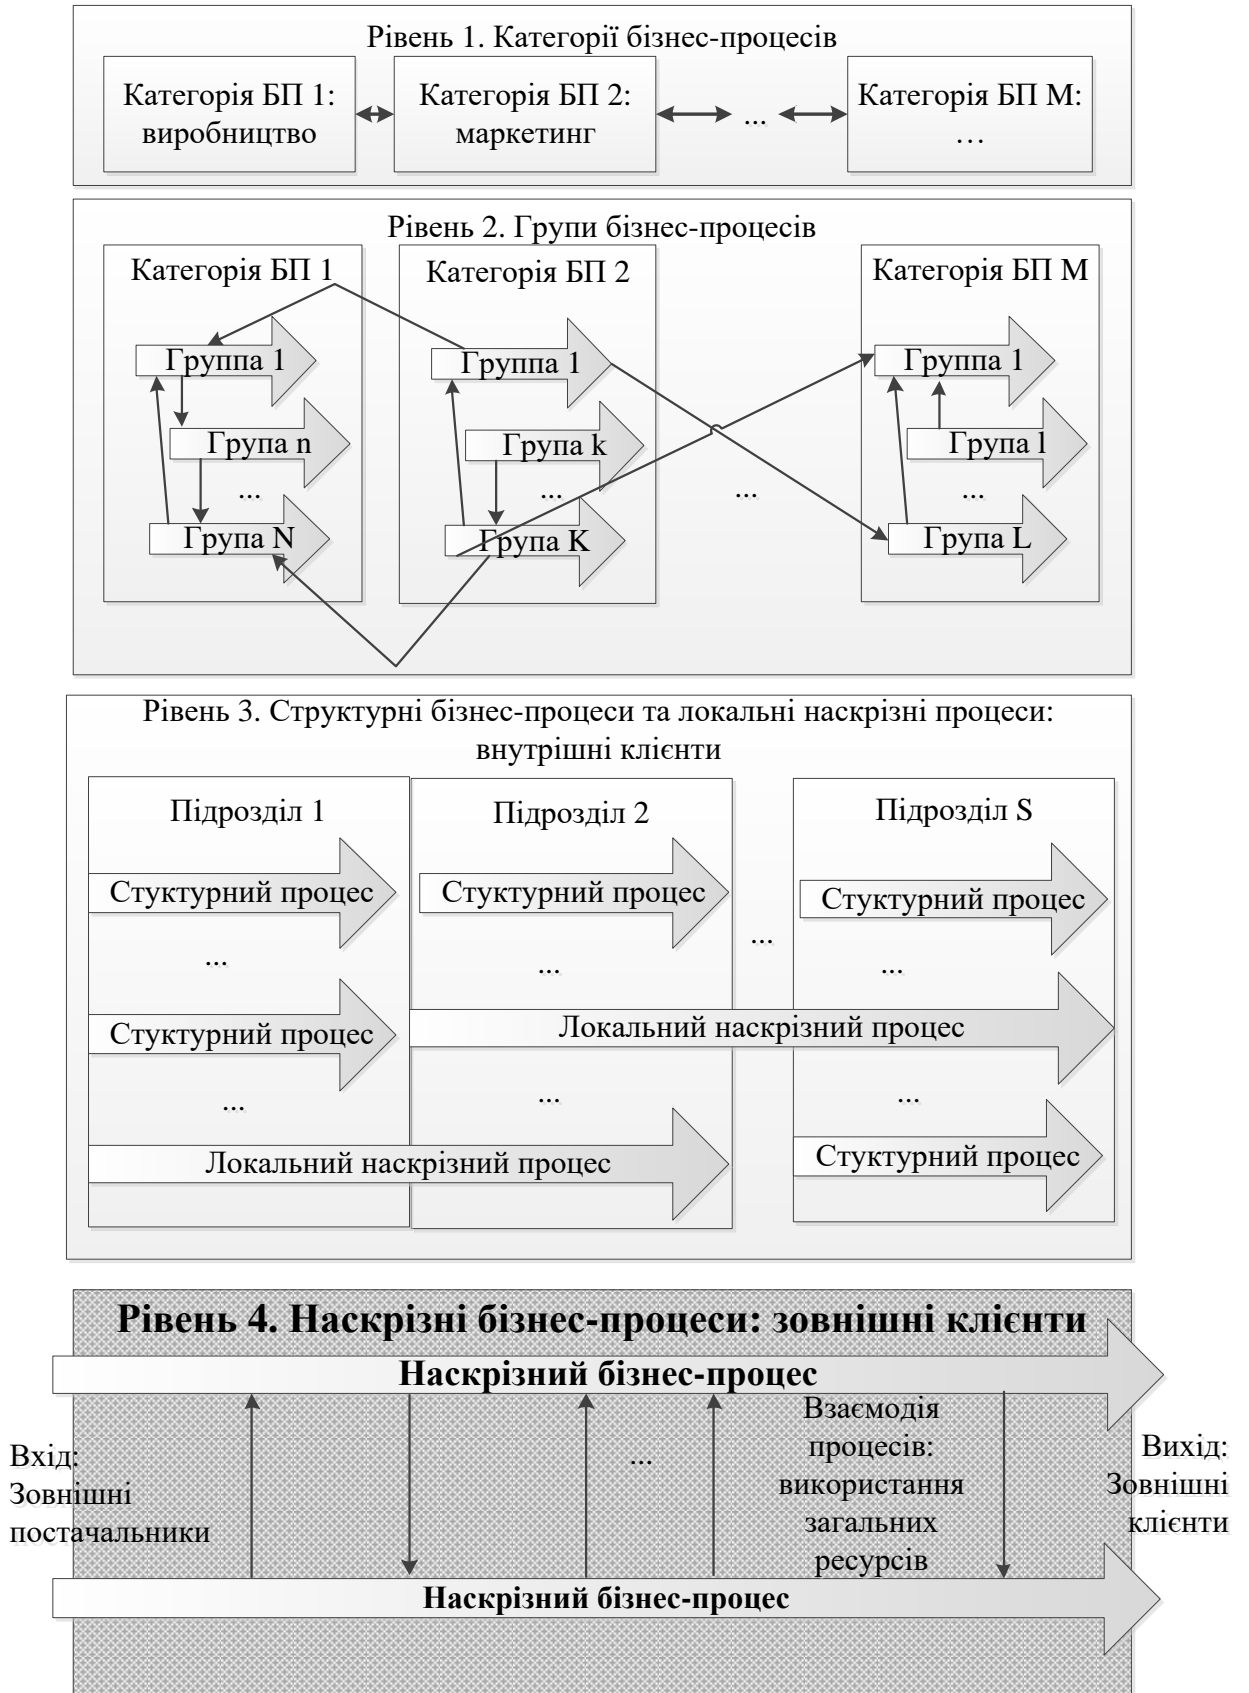 Рівень 1. Категорії бізнес-процесів
Категорія БП 1:
виробництво
Категорія БП 2:
маркетинг
...
Категорія БП М:
…
Рівень 2. Групи бізнес-процесів
Категорія БП 1
Группа 1
Група n
...
Група N
Категорія БП 2
Группа 1
Група k
...
Група K
...
Категорія БП М
Группа 1
Група l
...
Група L
Рівень 3. Структурні бізнес-процеси та локальні наскрізні процеси:
внутрішні клієнти
Підрозділ 1
Підрозділ 2
Підрозділ S
Стуктурний процес
Стуктурний процес
Стуктурний процес
...
...
...
...
Стуктурний процес
Локальний наскрізний процес
...
...
...
Локальний наскрізний процес
Стуктурний процес
Рівень 4. Наскрізні бізнес-процеси: зовнішні клієнти
Наскрізний бізнес-процес
Вхід:
Зовнішні
постачальники
...
Взаємодія
процесів:
використання
загальних
ресурсів
Вихід:
Зовнішні
клієнти
Наскрізний бізнес-процес